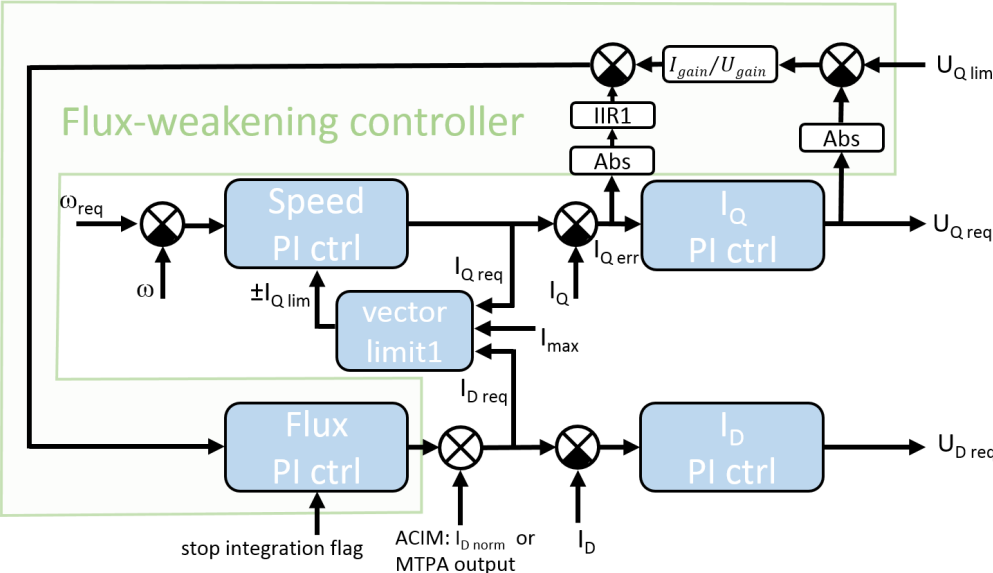 I_gain/U_gain
U_Q lim
IIR1
Flux-weakening controller
Abs
Abs
ω_req
Speed
PI ctrl
I_Q
PI ctrl
U_Q req
I_Q err
I_Q req
ω
±I_Q lim
I_Q
vector
limit1
I_max
I_D req
Flux
PI ctrl
I_D
PI ctrl
U_D req
stop integration flag
ACIM: I_D norm or
MTPA output
I_D